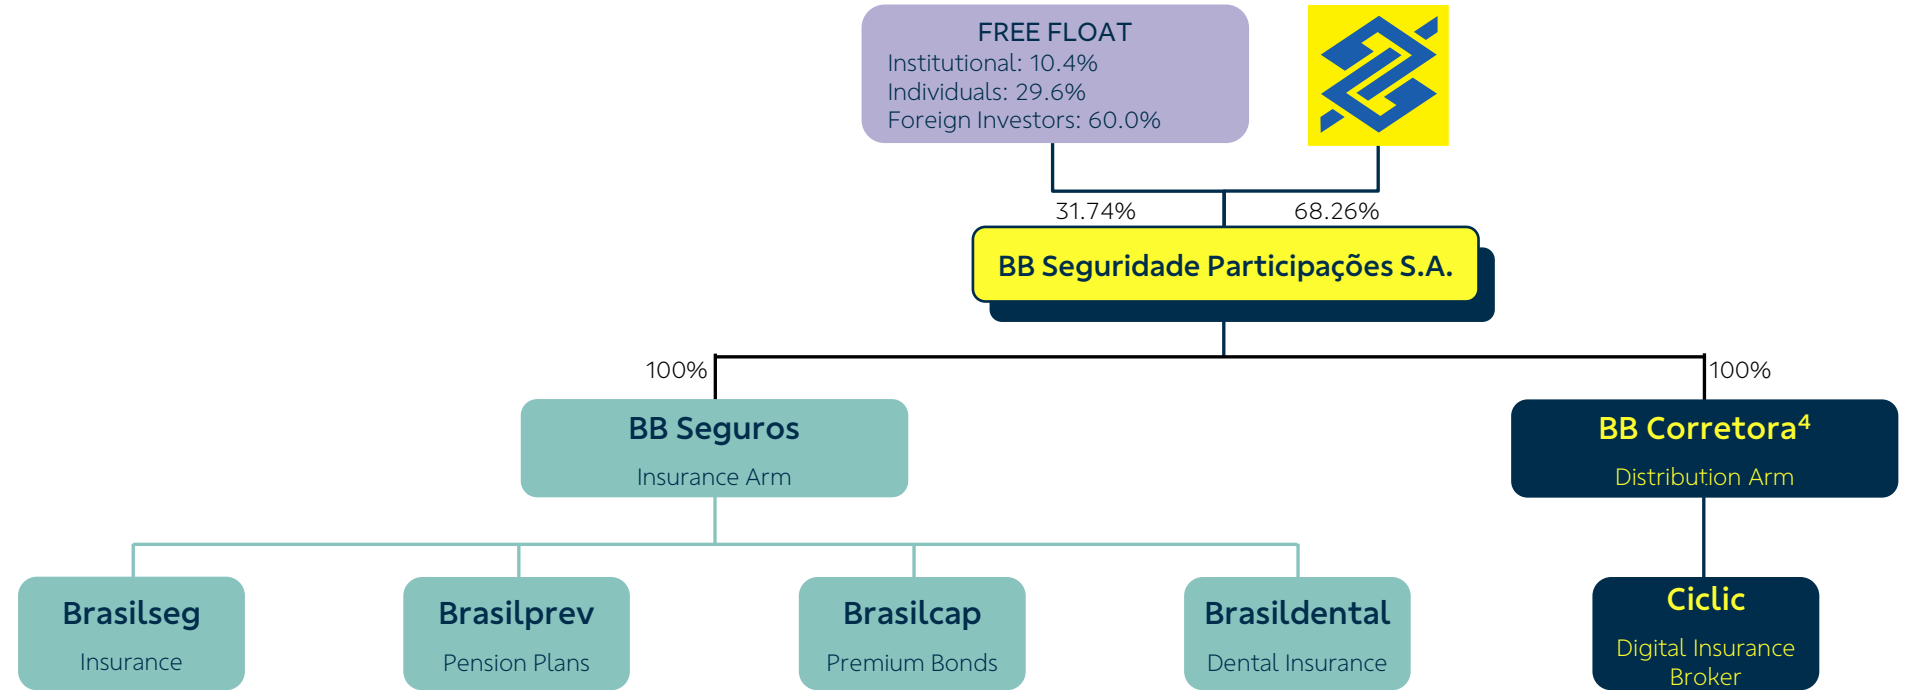 FREE FLOAT
Institutional: 10.4%
Individuals: 29.6%
Foreign Investors: 60.0%
31.74%
68.26%
BB Seguridade Participações S.A.
100%
100%
BB Seguros
Insurance Arm
BB Corretora⁴
Distribution Arm
Brasilseg
Insurance
Brasilprev
Pension Plans
Brasilcap
Premium Bonds
Brasildental
Dental Insurance
Ciclic
Digital Insurance
Broker